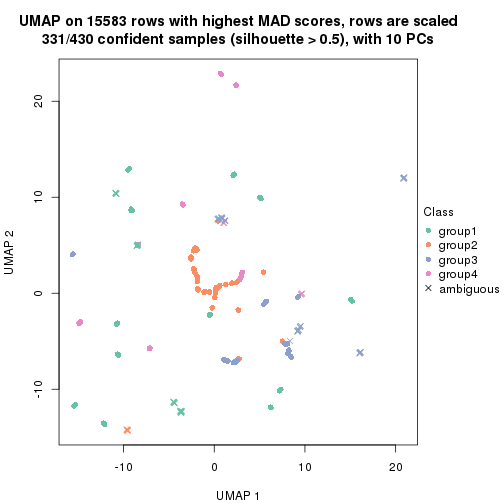 UMAP on 15583 rows with highest MAD scores, rows are scaled
331/430 confident samples (silhouette > 0.5), with 10 PCs
20
10
0
-10
UMAP 2
-10
0
10
20
UMAP 1
Class
group1
group2
group3
group4
ambiguous